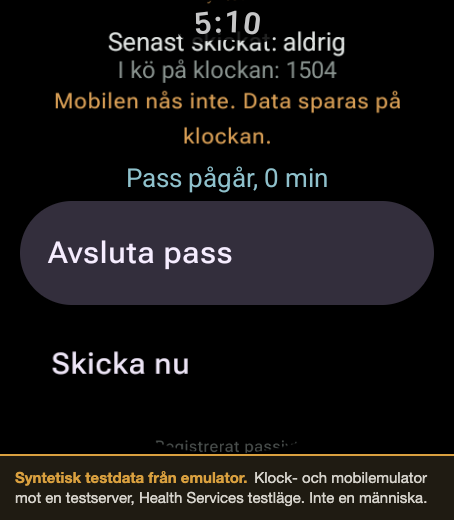 5:10
Senast skickat: aldrig
I kö på klockan: 1504
Mobilen nås inte. Data sparas på
klockan.
Pass pågår, 0 min
Avsluta pass
Skicka nu
Registrerat passivt
Syntetisk testdata från emulator. Klock- och mobilemulator
mot en testserver, Health Services testläge. Inte en människa.